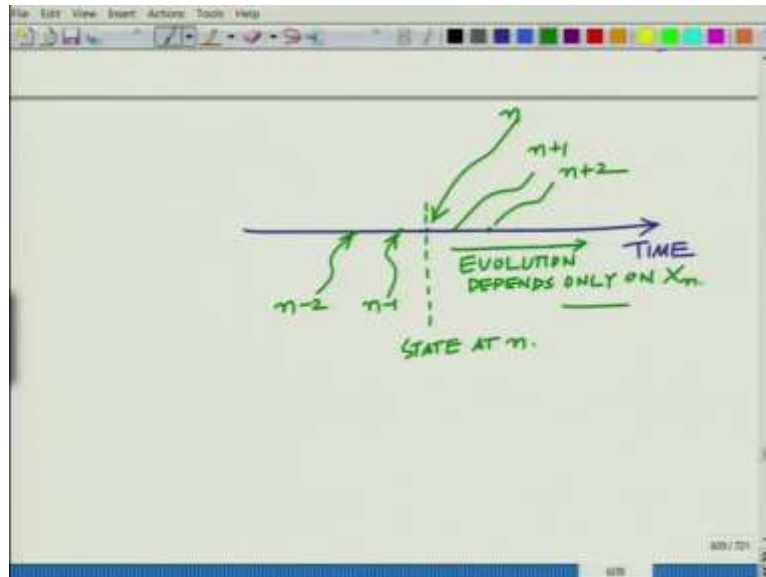 File Edit View Insert Actions Tools Help
n
n+1
n+2
TIME
EVOLUTION
DEPENDS ONLY ON Xn.
n-2
n-1
STATE AT n.